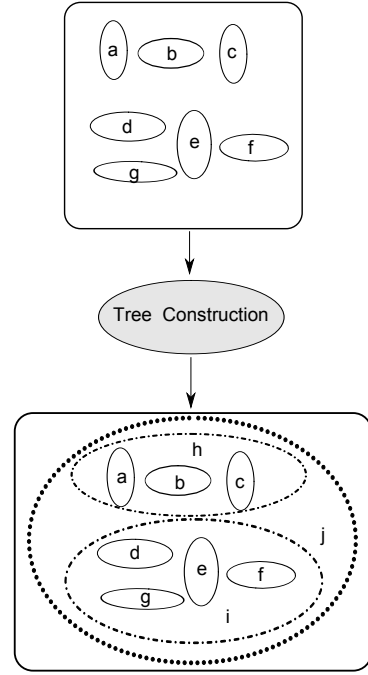 a b c
d e f
g
Tree Construction
h
a b c
j
d e f
g
i